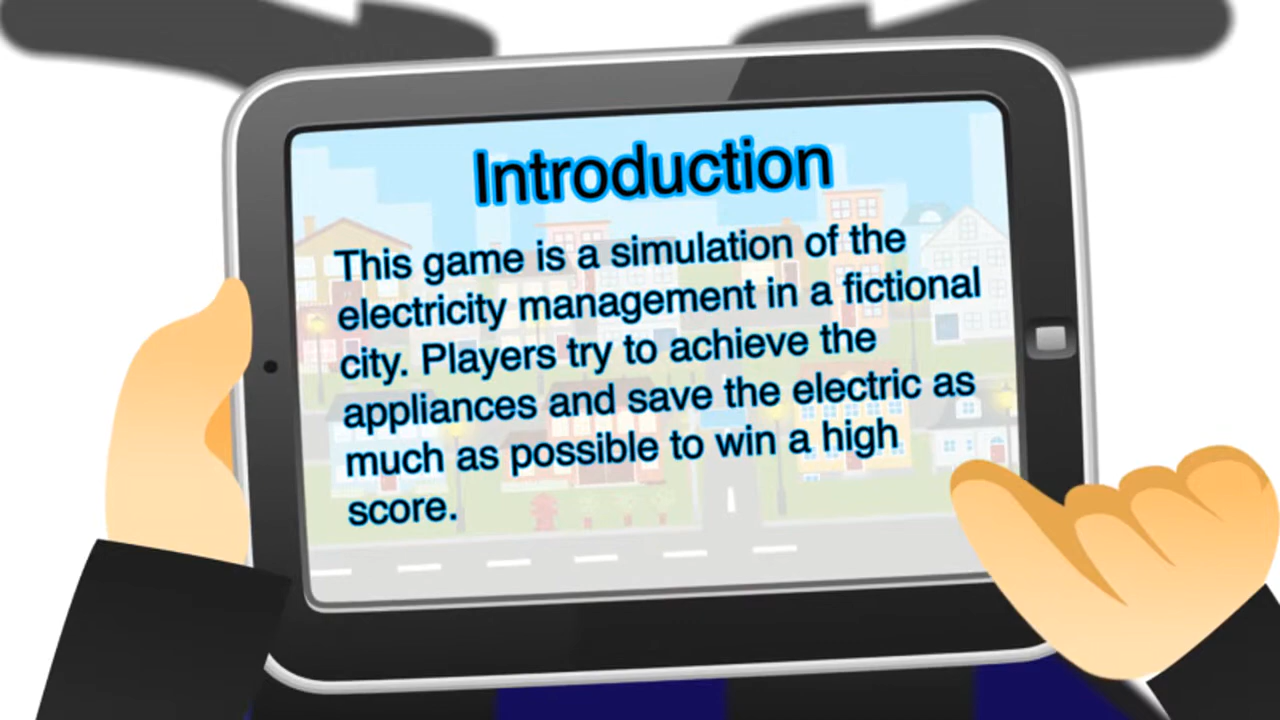 Introduction
This game is a simulation of the
electricity management in a fictional
city. Players try to achieve the
appliances and save the electric as
much as possible to win a high
score.